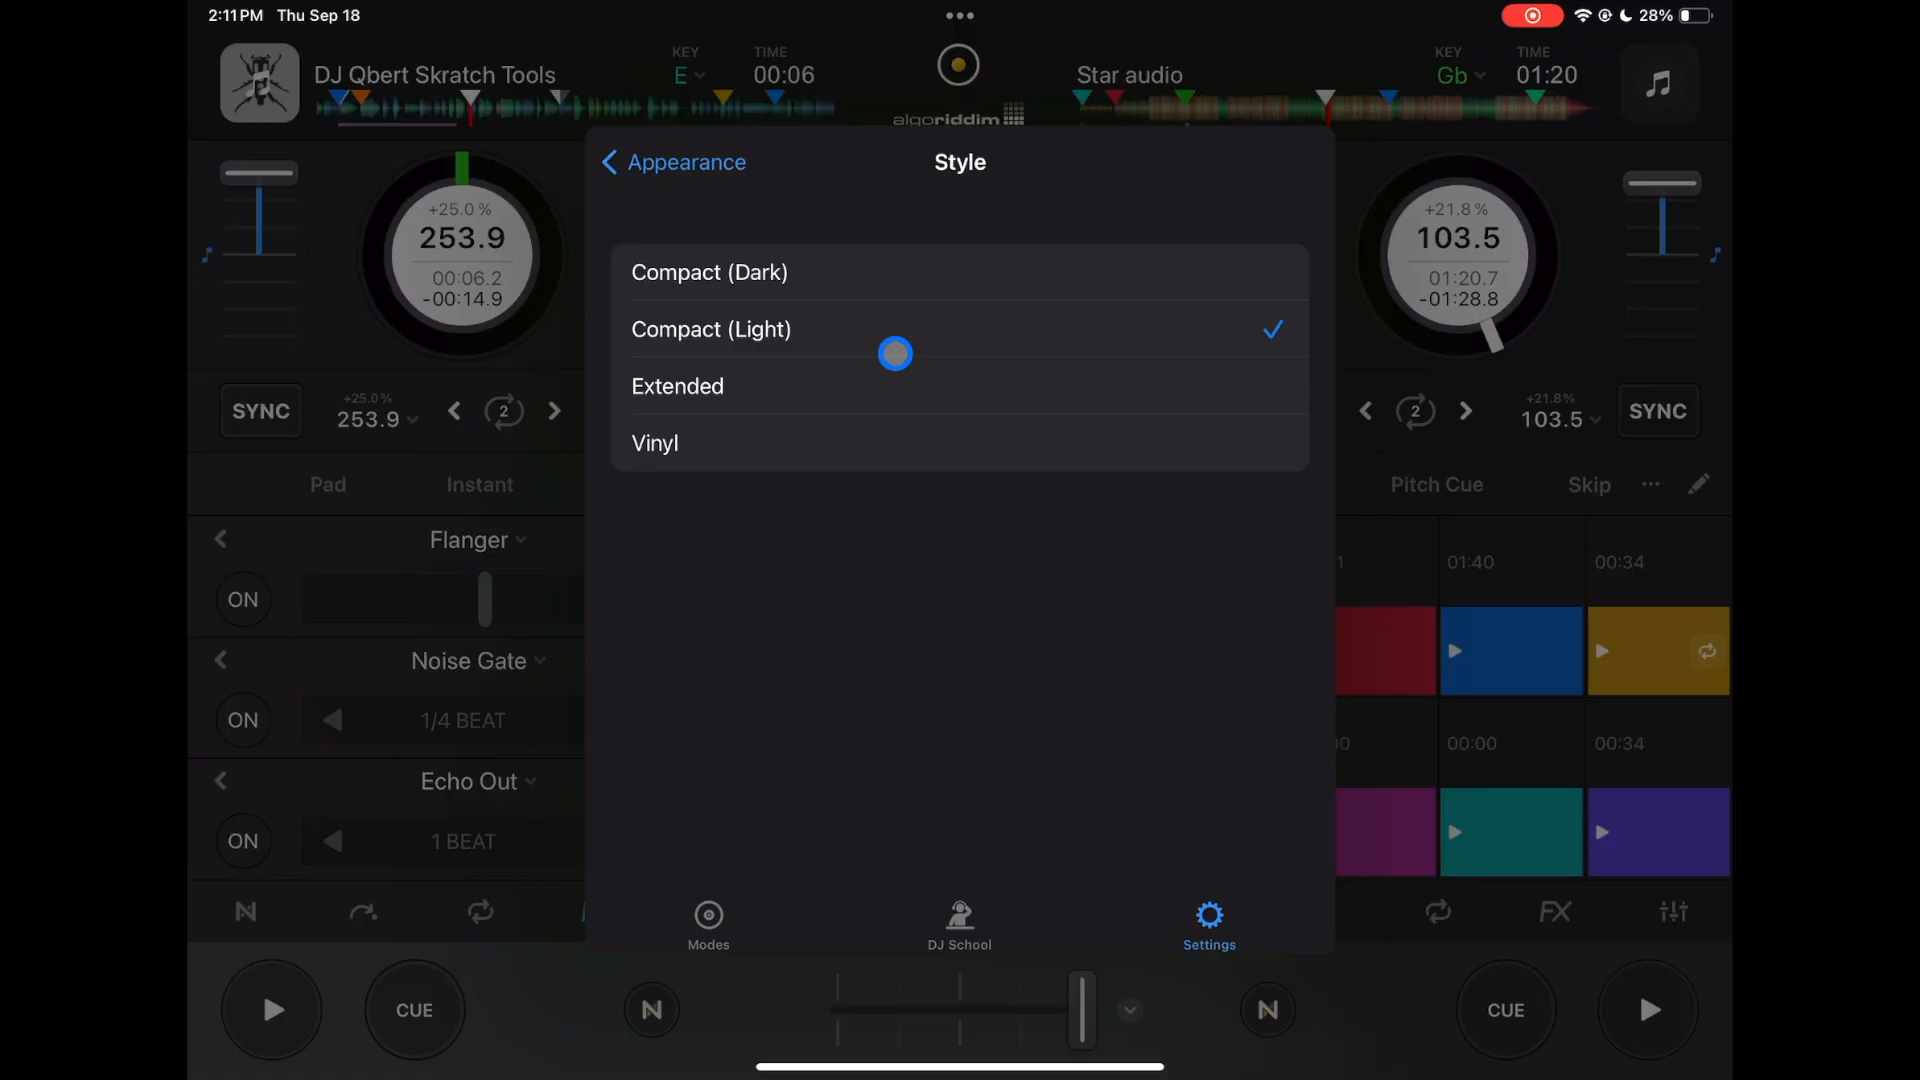 2:11 PM Thu Sep 18
28%
DJ Qbert Skratch Tools
KEY
E
TIME
00:06
algoriddim
Star audio
KEY
Gb
TIME
01:20
Appearance
Style
Compact (Dark)
Compact (Light)
Extended
Vinyl
+25.0 %
253.9
00:06.2
-00:14.9
+21.8 %
103.5
01:20.7
-01:28.8
SYNC
+25.0%
253.9
2
2
+21.8%
103.5
SYNC
Pad
Instant
Pitch Cue
Skip
Flanger
ON
Noise Gate
ON
1/4 BEAT
Echo Out
ON
1 BEAT
01:40
00:34
00:00
00:34
Modes
DJ School
Settings
FX
CUE
CUE